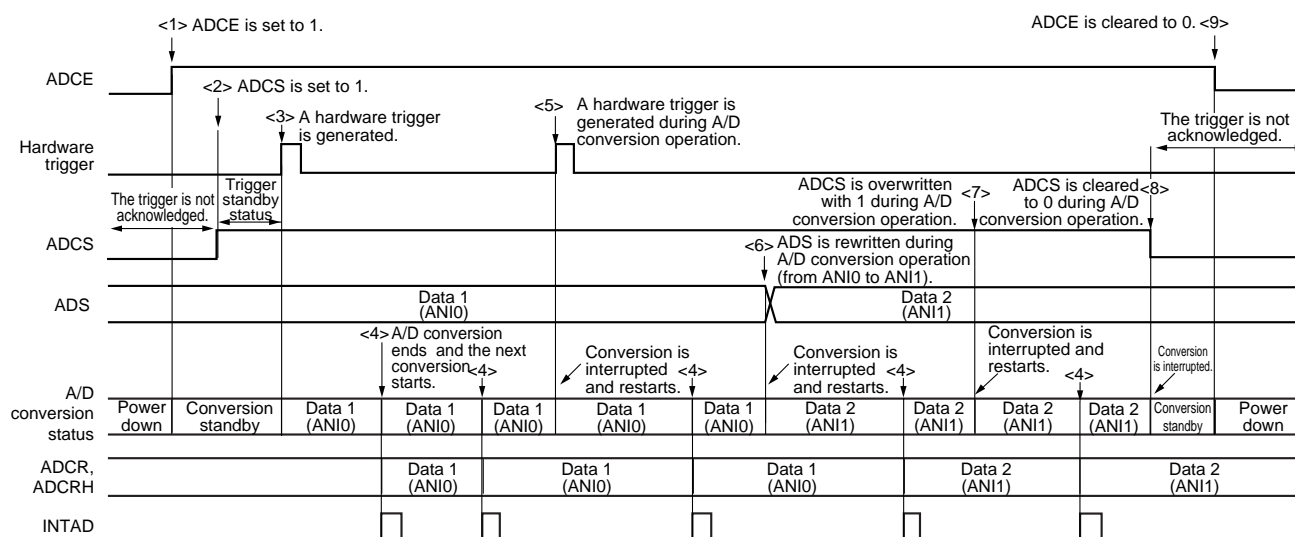 <1> ADCE is set to 1.
ADCE is cleared to 0. <9>
ADCE
<2> ADCS is set to 1.
<3> A hardware trigger
is generated.
<5> A hardware trigger is
generated during A/D
conversion operation.
The trigger is not
acknowledged.
Hardware
trigger
The trigger is not
acknowledged.
Trigger
standby
status
ADCS is overwritten
with 1 during A/D
conversion operation.
<7>
ADCS is cleared
to 0 during A/D
conversion operation.
<8>
ADCS
<6> ADS is rewritten during
A/D conversion operation
(from ANI0 to ANI1).
ADS
Data 1
(ANI0)
Data 2
(ANI1)
<4> A/D conversion
ends and the next
conversion
starts.
<4>
Conversion is
interrupted
and restarts.
<4>
Conversion is
interrupted
and restarts.
<4>
Conversion is
interrupted and
restarts.
<4>
Conversion
is interrupted.
A/D
conversion
status
Power
down
Conversion
standby
Data 1
(ANI0)
Data 1
(ANI0)
Data 1
(ANI0)
Data 1
(ANI0)
Data 1
(ANI0)
Data 2
(ANI1)
Data 2
(ANI1)
Data 2
(ANI1)
Data 2
(ANI1)
Conversion
standby
Power
down
ADCR,
ADCRH
Data 1
(ANI0)
Data 1
(ANI0)
Data 1
(ANI0)
Data 2
(ANI1)
Data 2
(ANI1)
INTAD